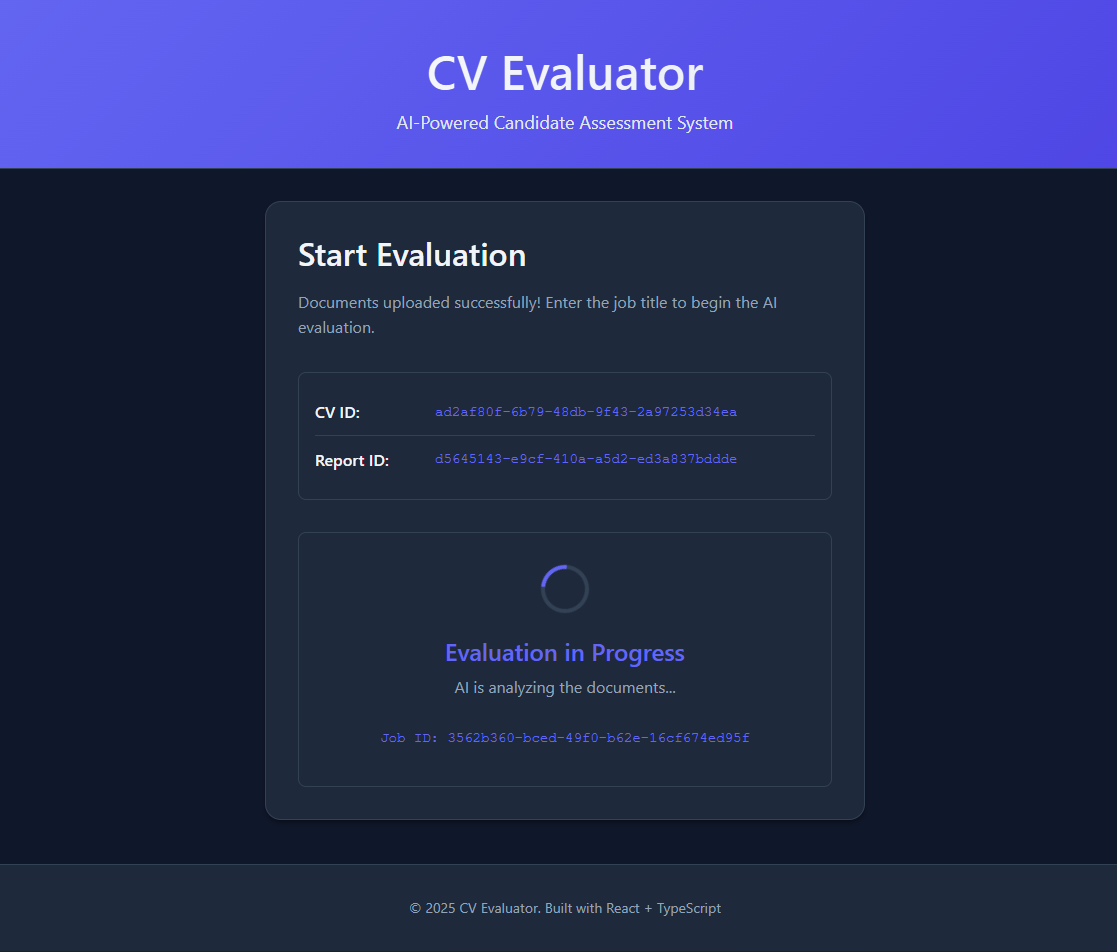 CV Evaluator
AI-Powered Candidate Assessment System
Start Evaluation
Documents uploaded successfully! Enter the job title to begin the AI
evaluation.
CV ID: ad2af80f-6b79-48db-9f43-2a97253d34ea
Report ID: d5645143-e9cf-410a-a5d2-ed3a837bddde
Evaluation in Progress
AI is analyzing the documents...
Job ID: 3562b360-bced-49f0-b62e-16cf674ed95f
© 2025 CV Evaluator. Built with React + TypeScript